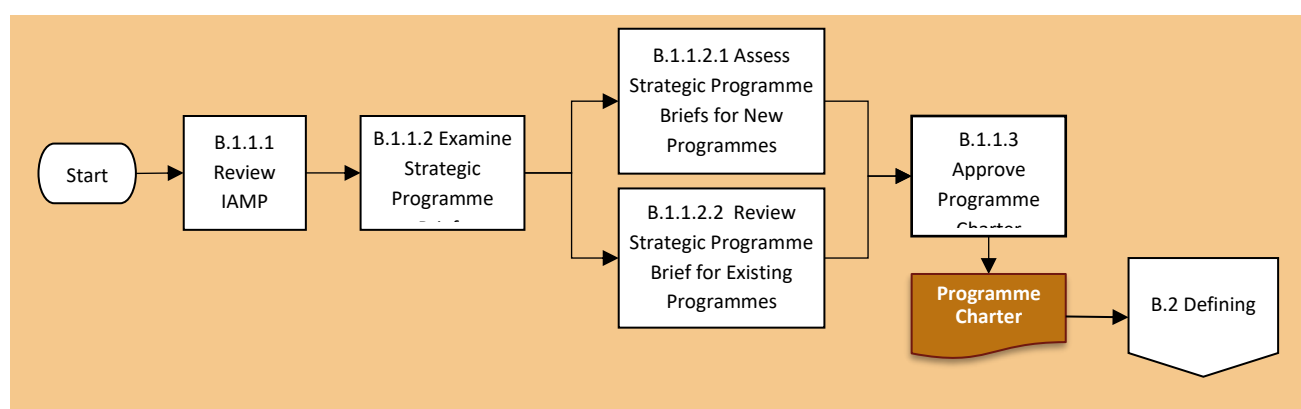 Start
B.1.1.1
Review
IAMP
B.1.1.2 Examine
Strategic
Programme
B.1.1.2.1 Assess
Strategic Programme
Briefs for New
Programmes
B.1.1.2.2 Review
Strategic Programme
Brief for Existing
Programmes
B.1.1.3
Approve
Programme
Charter
Programme
Charter
B.2 Defining